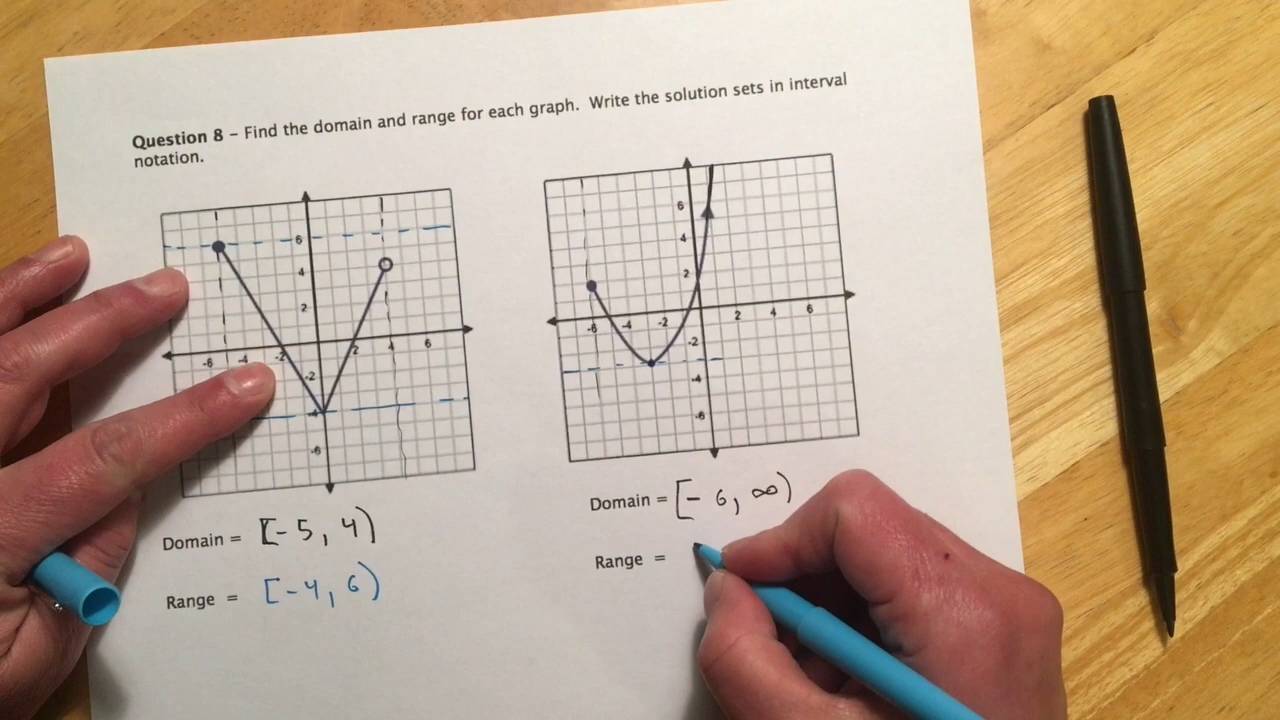 Question 8 – Find the domain and range for each graph. Write the solution sets in interval
notation.
6
4
2
-6 -4 -2 2 4 6
-2
-4
-6
6
4
2
-6 -4 -2 2 4 6
-2
-4
-6
Domain = [-5, 4)
Range = [-4, 6)
Domain = [- 6, ∞)
Range =